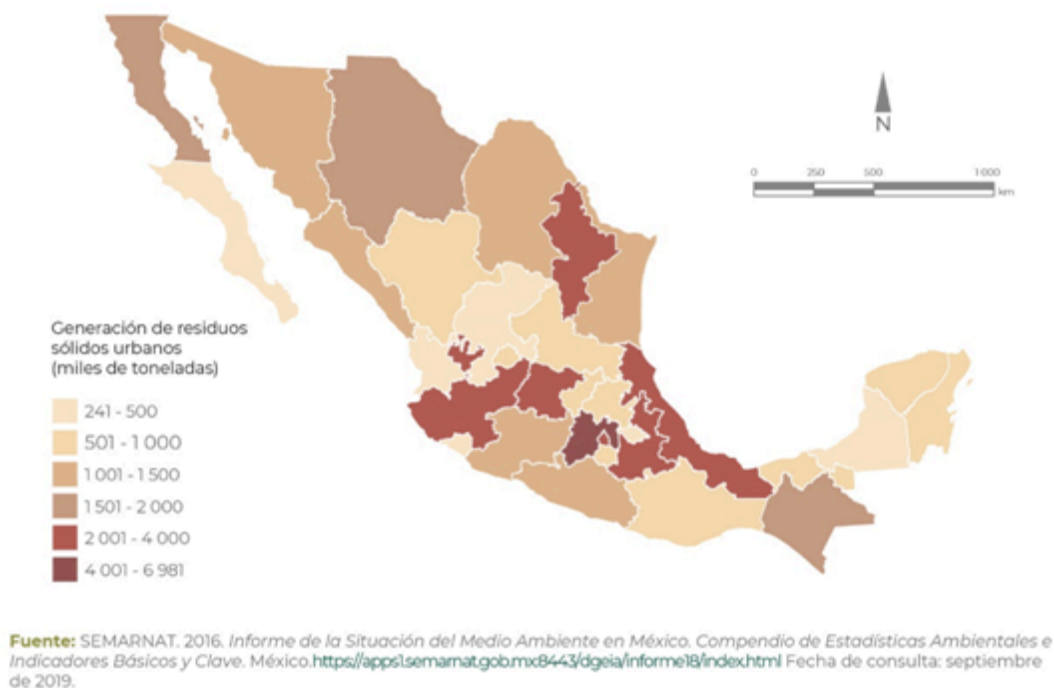 N
0 250 500 1 000
km
Generación de residuos
sólidos urbanos
(miles de toneladas)
241 - 500
501 - 1 000
1 001 - 1 500
1 501 - 2 000
2 001 - 4 000
4 001 - 6 981
Fuente: SEMARNAT. 2016. Informe de la Situación del Medio Ambiente en México. Compendio de Estadísticas Ambientales e
Indicadores Básicos y Clave. México.https://apps1.semarnat.gob.mx:8443/dgeia/informe18/index.html Fecha de consulta: septiembre
de 2019.